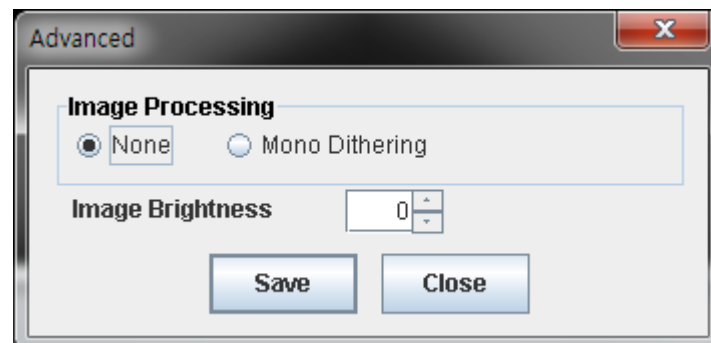 Advanced
Image Processing
None Mono Dithering
Image Brightness 0
Save Close